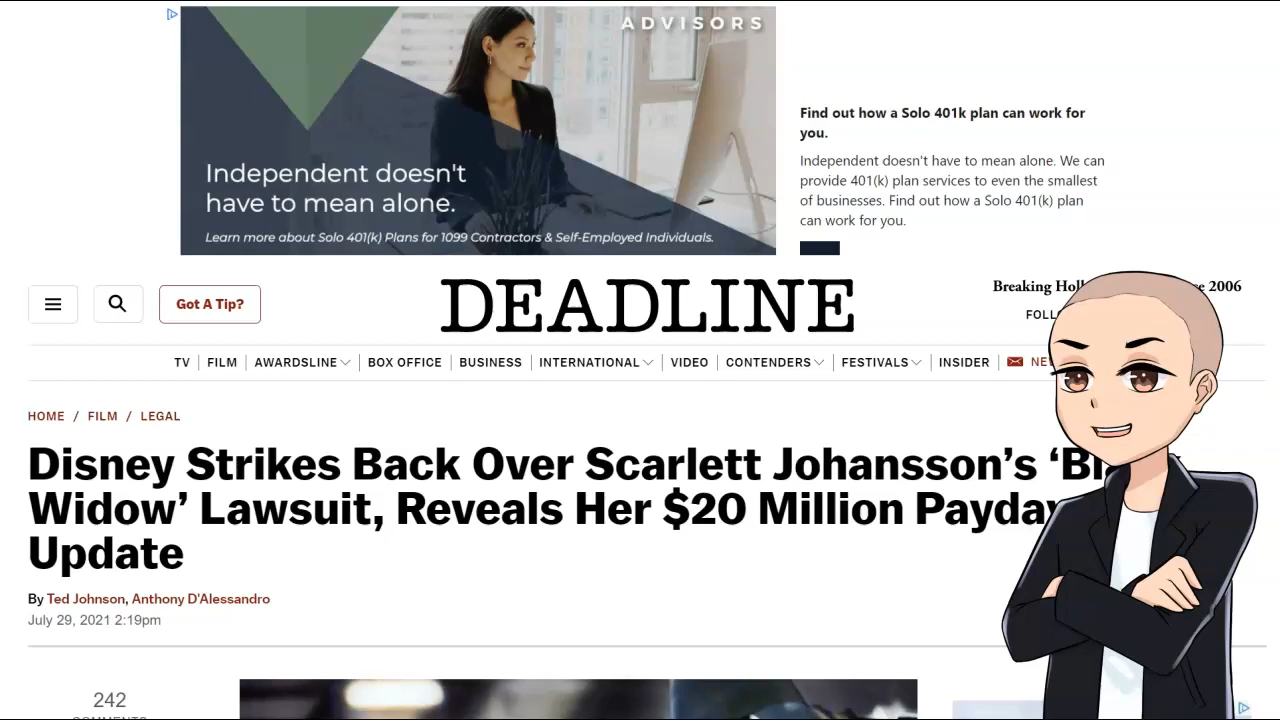 ADVISORS
Independent doesn't
have to mean alone.
Learn more about Solo 401(k) Plans for 1099 Contractors & Self-Employed Individuals.
Find out how a Solo 401k plan can work for
you.
Independent doesn't have to mean alone. We can
provide 401(k) plan services to even the smallest
of businesses. Find out how a Solo 401(k) plan
can work for you.
Got A Tip?
DEADLINE
Breaking 2006
TV FILM AWARDSLINE BOX OFFICE BUSINESS INTERNATIONAL VIDEO CONTENDERS FESTIVALS INSIDER
HOME / FILM / LEGAL
Disney Strikes Back Over Scarlett Johansson's ‘Black
Widow’ Lawsuit, Reveals Her $20 Million Payday
Update
By Ted Johnson, Anthony D'Alessandro
July 29, 2021 2:19pm
242
COMMENTS